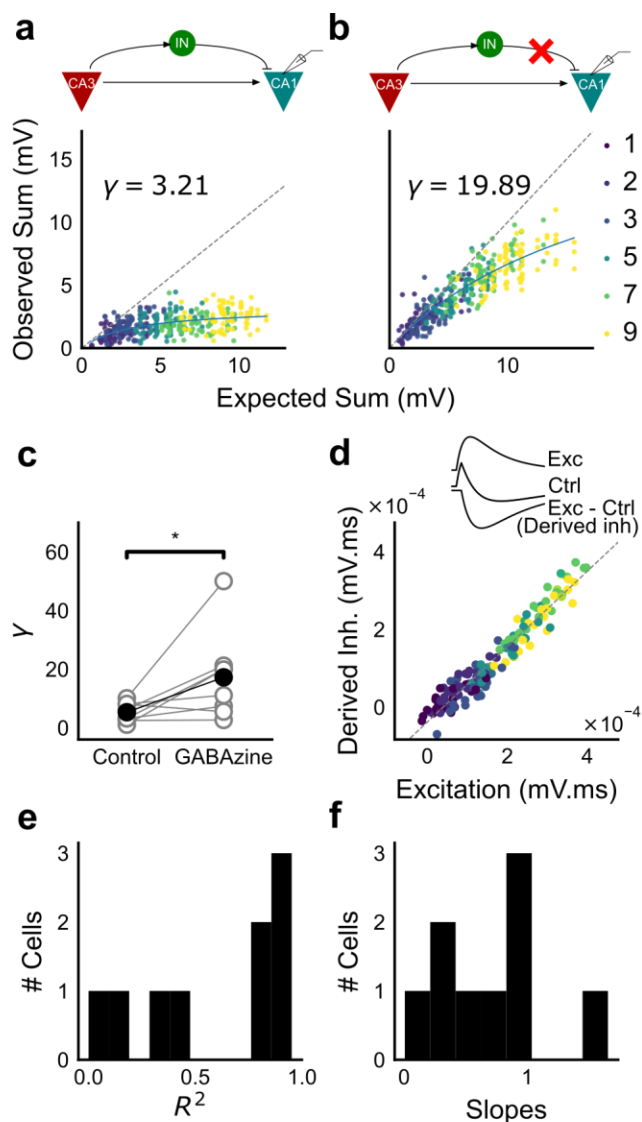 a
b
IN
IN
CA3
CA1
CA3
CA1
Observed Sum (mV)
15
10
5
0
γ = 3.21
γ = 19.89
1
2
3
5
7
9
0
5
10
0
10
Expected Sum (mV)
c
d
Exc
Ctrl
Exc - Ctrl
(Derived inh)
×10⁻⁴
*
γ
60
40
20
0
Control
GABAzine
Derived Inh. (mV.ms)
4
2
0
×10⁻⁴
0
2
4
Excitation (mV.ms)
e
f
# Cells
3
2
1
0
0.0
0.5
1.0
R²
# Cells
3
2
1
0
0
1
Slopes